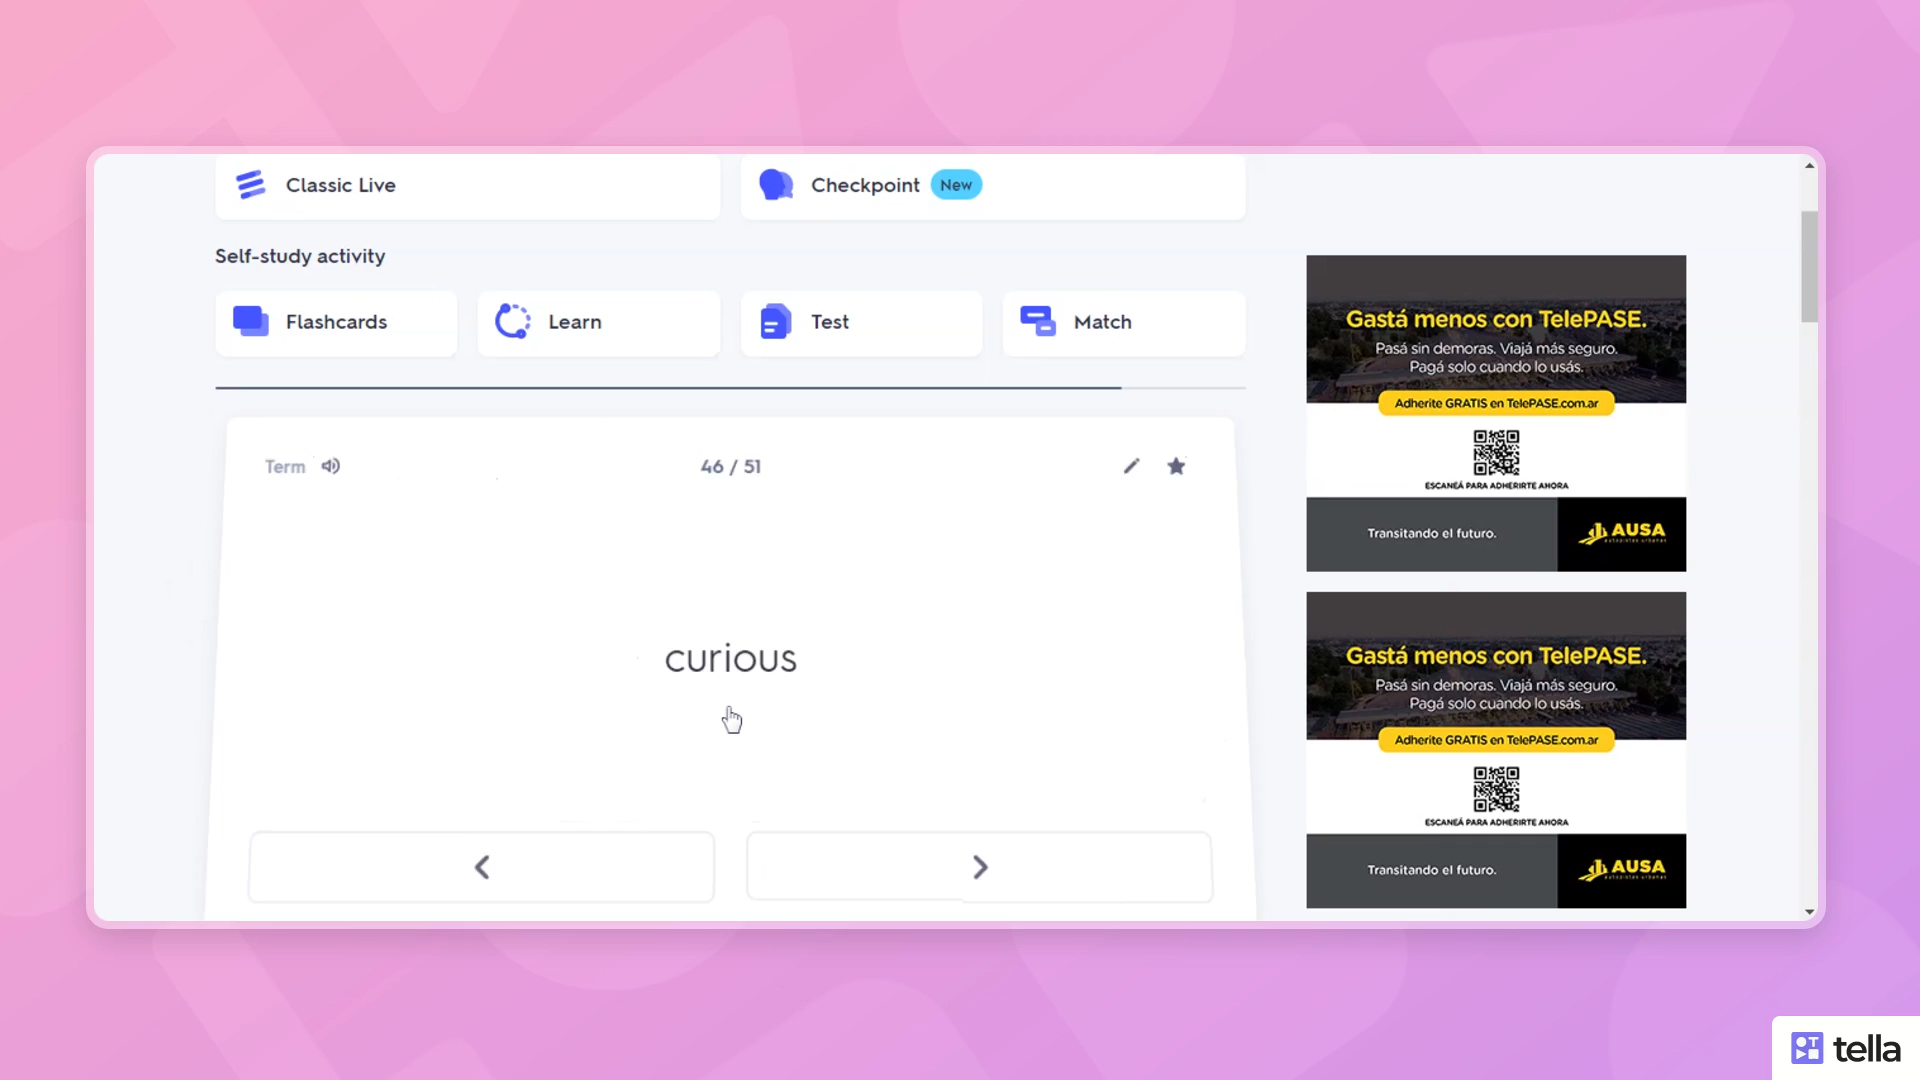 Classic Live
Checkpoint New
Self-study activity
Flashcards
Learn
Test
Match
Term
46 / 51
curious
Gastá menos con TelePASE.
Pasá sin demoras. Viajá más seguro.
Pagá solo cuando lo usás.
Adherite GRATIS en TelePASE.com.ar
ESCANEÁ PARA ADHERIRTE AHORA
Transitando el futuro.
AUSA
Gastá menos con TelePASE.
Pasá sin demoras. Viajá más seguro.
Pagá solo cuando lo usás.
Adherite GRATIS en TelePASE.com.ar
ESCANEÁ PARA ADHERIRTE AHORA
Transitando el futuro.
AUSA
tella